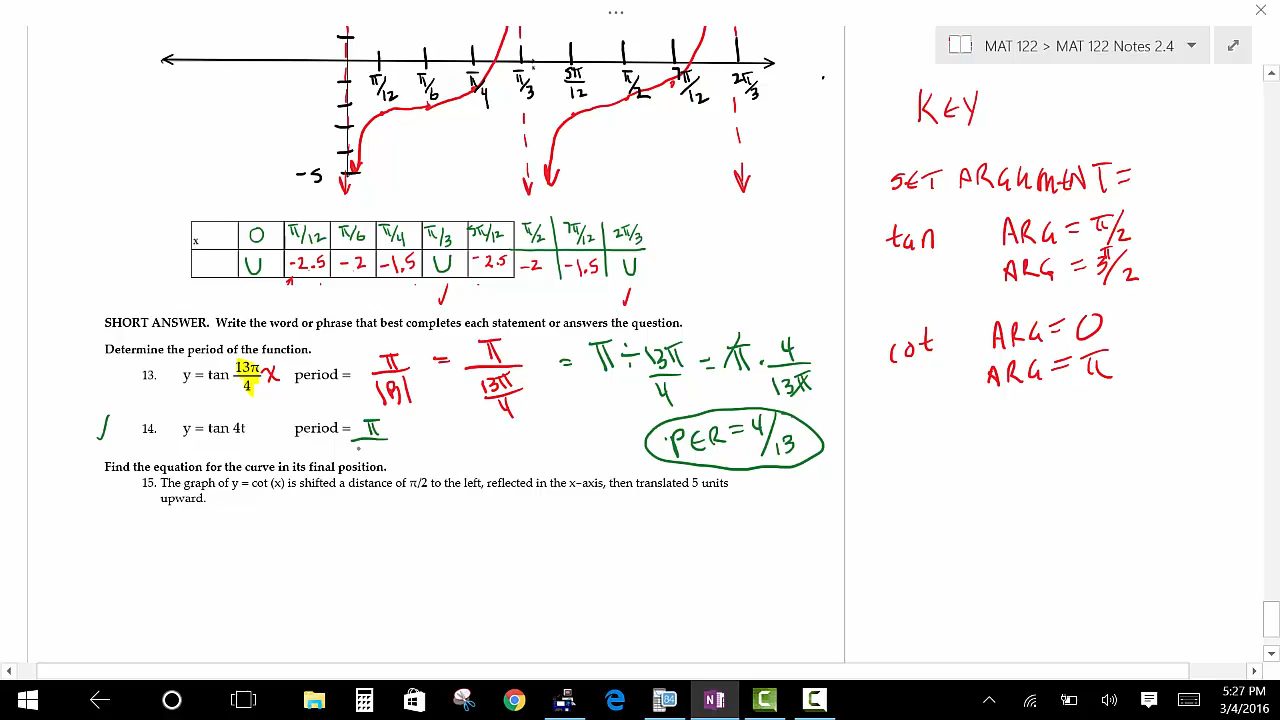 MAT 122 > MAT 122 Notes 2.4
π/12 π/6 π/4 π/3 5π/12 π/2 7π/12 2π/3
-5
x 0 π/12 π/6 π/4 π/3 5π/12 π/2 7π/12 2π/3
U -2.5 -2 -1.5 U -2.5 -2 -1.5 U
SHORT ANSWER. Write the word or phrase that best completes each statement or answers the question.
Determine the period of the function.
13. y = tan 13π/4 x period = π/|B| = π/(13π/4) = π ÷ 13π/4 = π · 4/13π
PER = 4/13
14. y = tan 4t period = π
Find the equation for the curve in its final position.
15. The graph of y = cot (x) is shifted a distance of π/2 to the left, reflected in the x-axis, then translated 5 units
upward.
KEY
SET ARGUMENT =
tan ARG = π/2
ARG = 3π/2
cot ARG = 0
ARG = π
5:27 PM
3/4/2016